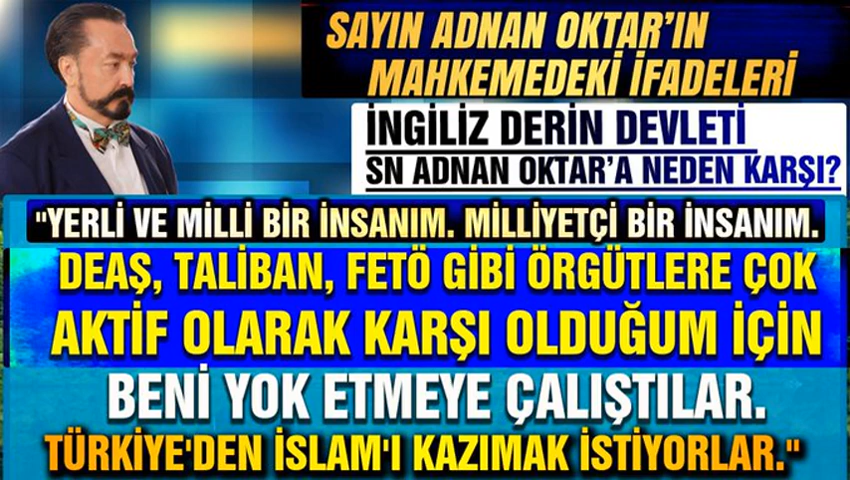 SAYIN ADNAN OKTAR'IN
MAHKEMEDEKİ İFADELERİ
İNGİLİZ DERİN DEVLETİ
SN ADNAN OKTAR'A NEDEN KARŞI?
"YERLİ VE MİLLİ BİR İNSANIM. MİLLİYETÇİ BİR İNSANIM.
DEAŞ, TALİBAN, FETÖ GİBİ ÖRGÜTLERE ÇOK
AKTİF OLARAK KARŞI OLDUĞUM İÇİN
BENİ YOK ETMEYE ÇALIŞTILAR.
TÜRKİYE'DEN İSLAM'I KAZIMAK İSTİYORLAR."